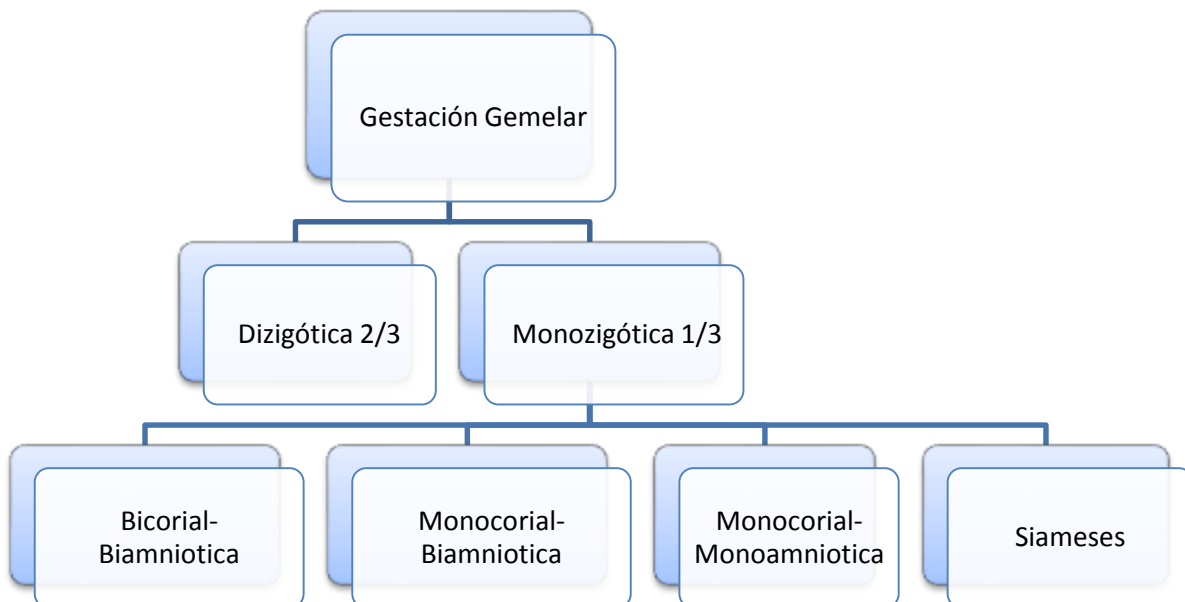 Gestación Gemelar
Dizigótica 2/3
Monozigótica 1/3
Bicorial-
Biamniotica
Monocorial-
Biamniotica
Monocorial-
Monoamniotica
Siameses